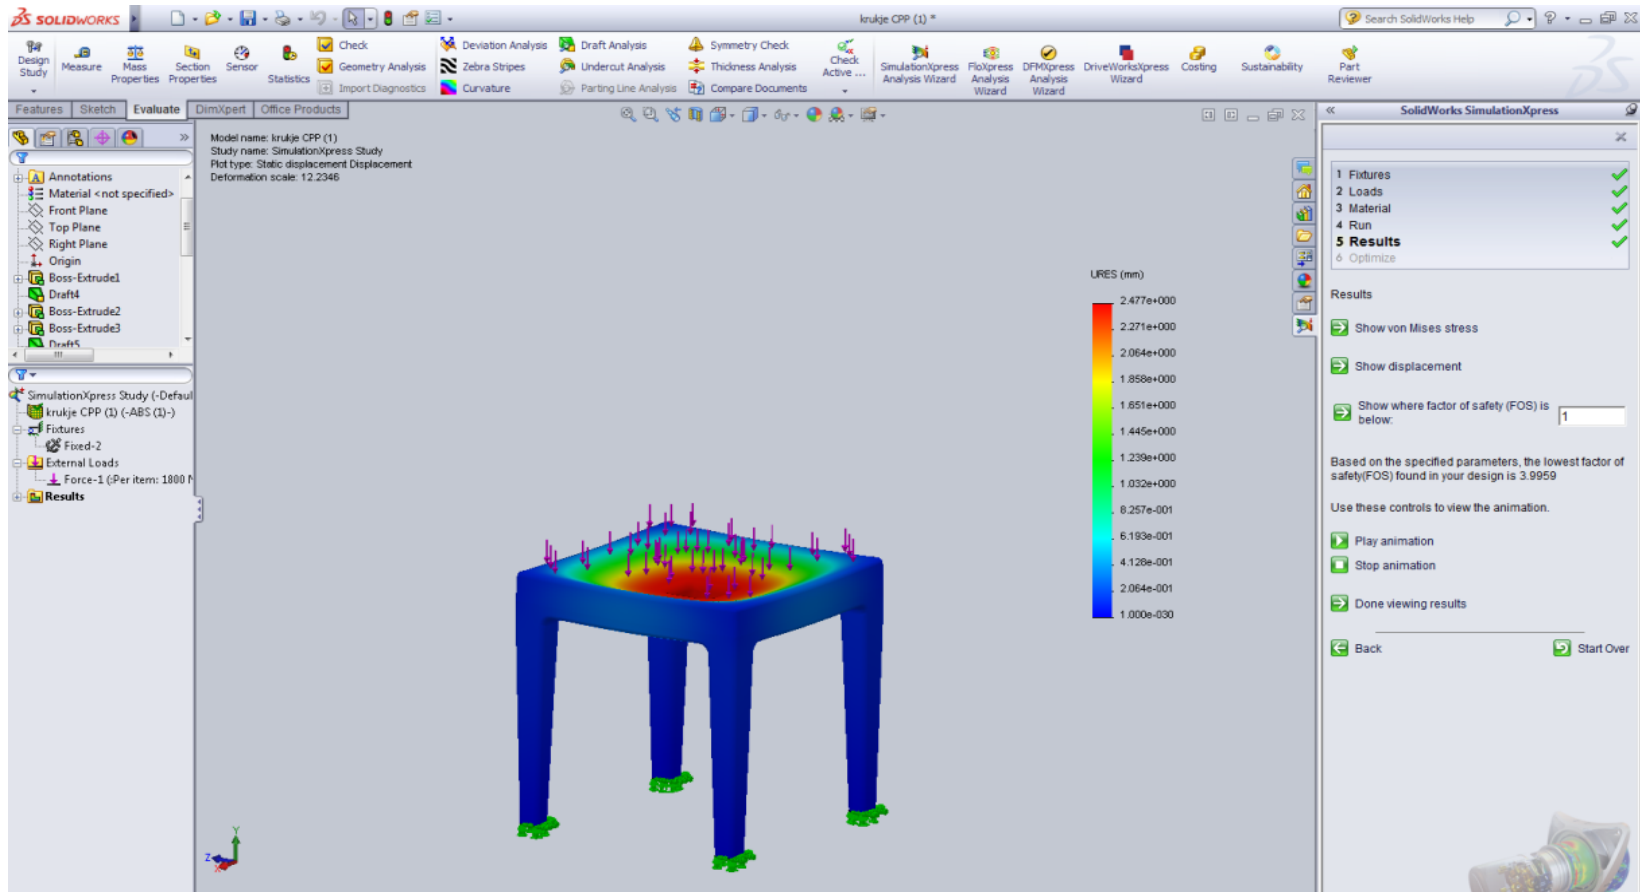 SOLIDWORKS
krukje CPP (1) *
Search SolidWorks Help
Design Study
Measure
Mass Properties
Section Properties
Sensor
Statistics
Check
Geometry Analysis
Import Diagnostics
Deviation Analysis
Zebra Stripes
Curvature
Draft Analysis
Undercut Analysis
Parting Line Analysis
Symmetry Check
Thickness Analysis
Compare Documents
Check Active ...
SimulationXpress Analysis Wizard
FloXpress Analysis Wizard
DFMXpress Analysis Wizard
DriveWorksXpress Wizard
Costing
Sustainability
Part Reviewer
Features
Sketch
Evaluate
DimXpert
Office Products
Annotations
Material <not specified>
Front Plane
Top Plane
Right Plane
Origin
Boss-Extrude1
Draft4
Boss-Extrude2
Boss-Extrude3
Draft5
SimulationXpress Study (-Defaul
krukje CPP (1) (-ABS (1)-)
Fixtures
Fixed-2
External Loads
Force-1 (:Per item: 1800 N
Results
Model name: krukje CPP (1)
Study name: SimulationXpress Study
Plot type: Static displacement Displacement
Deformation scale: 12.2346
URES (mm)
2.477e+000
2.271e+000
2.064e+000
1.858e+000
1.651e+000
1.445e+000
1.239e+000
1.032e+000
8.257e-001
6.193e-001
4.128e-001
2.064e-001
1.000e-030
Y
Z
X
SolidWorks SimulationXpress
1 Fixtures
2 Loads
3 Material
4 Run
5 Results
6 Optimize
Results
Show von Mises stress
Show displacement
Show where factor of safety (FOS) is
below:
1
Based on the specified parameters, the lowest factor of
safety(FOS) found in your design is 3.9959
Use these controls to view the animation.
Play animation
Stop animation
Done viewing results
Back
Start Over